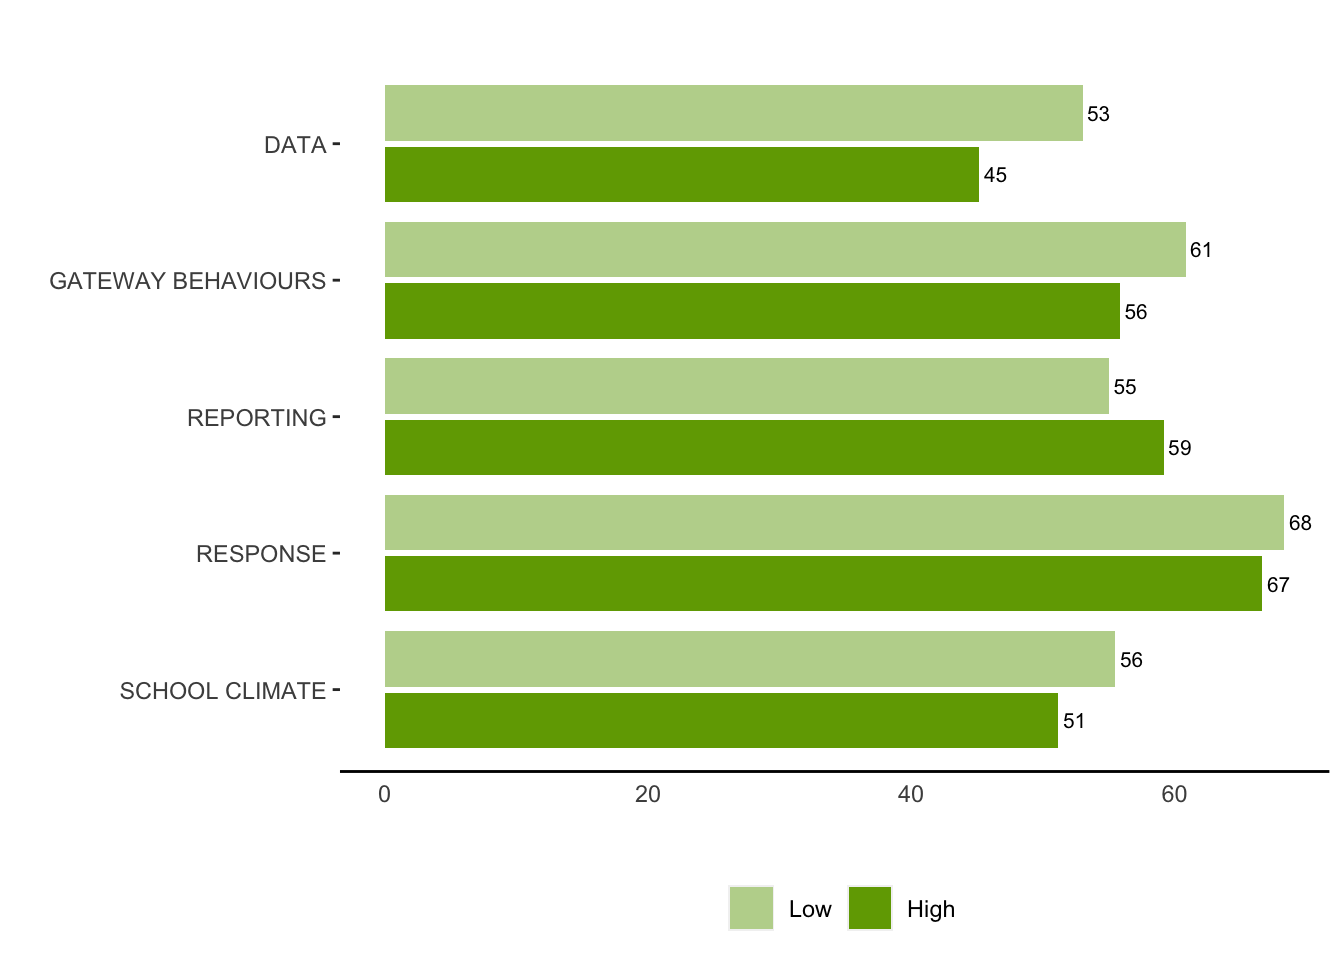 53
DATA
45
61
GATEWAY BEHAVIOURS
56
55
REPORTING
59
68
RESPONSE
67
56
SCHOOL CLIMATE
51
0 20 40 60
Low High